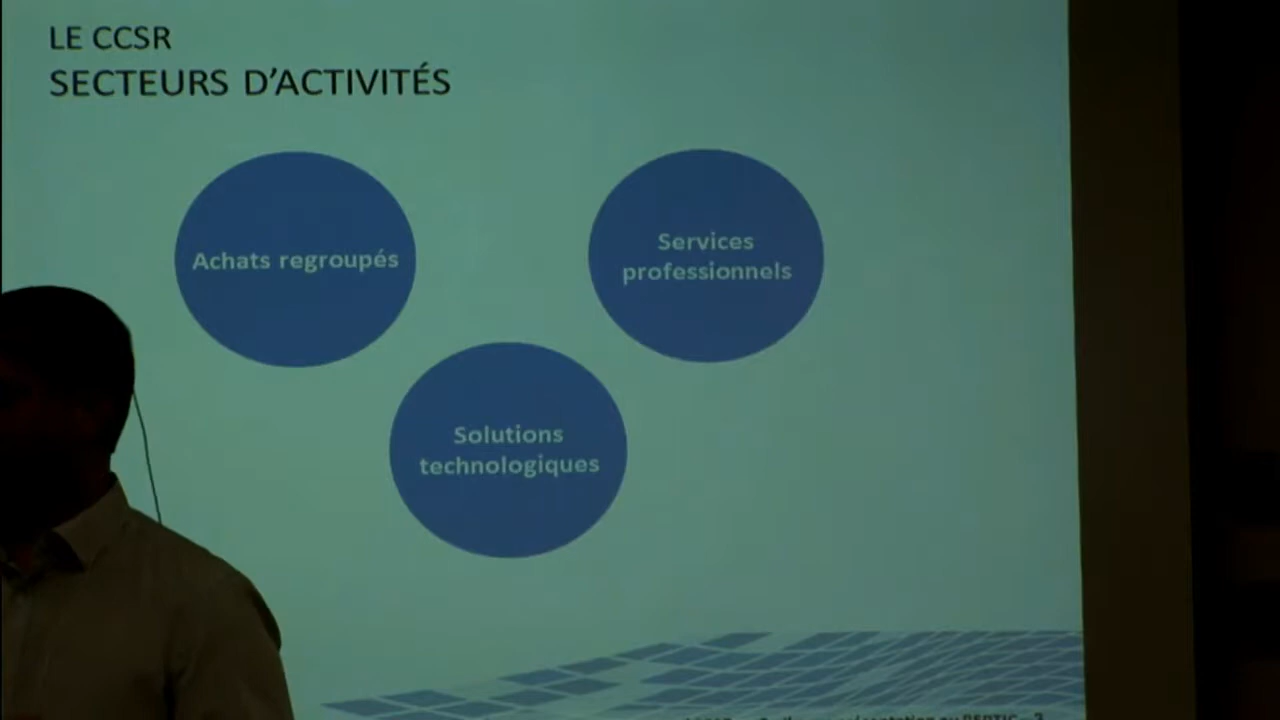 LE CCSR
SECTEURS D'ACTIVITÉS
Achats regroupés
Services
professionnels
Solutions
technologiques